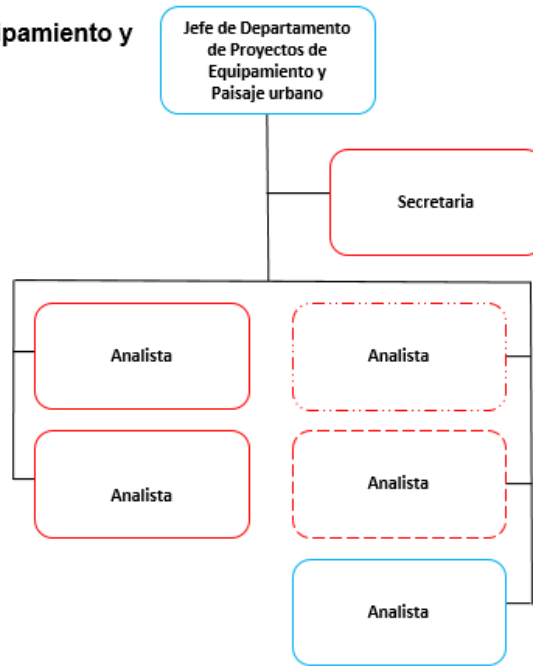 ipamiento y
Jefe de Departamento
de Proyectos de
Equipamiento y
Paisaje urbano
Secretaria
Analista
Analista
Analista
Analista
Analista